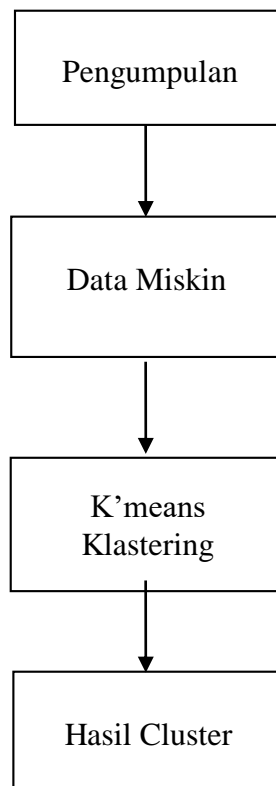 Pengumpulan
Data Miskin
K’means
Klastering
Hasil Cluster